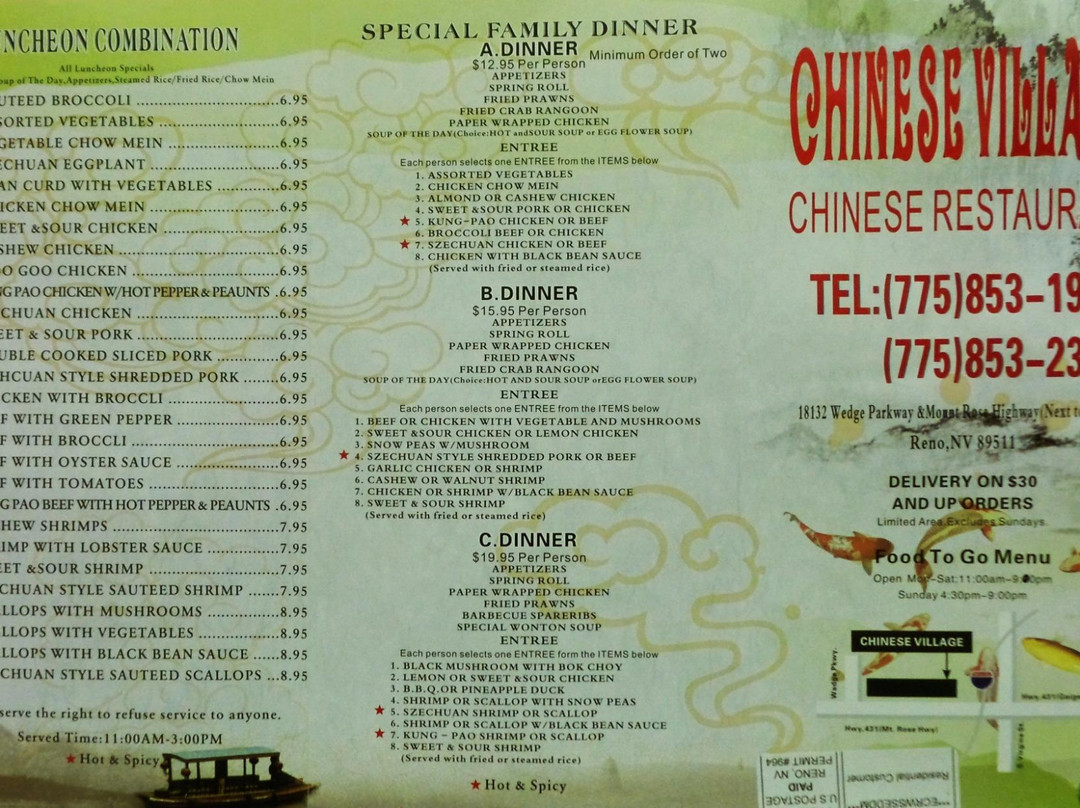 UNCHEON COMBINATION
All Luncheon Specials
oup of The Day,Appetizers,Steamed Rice/Fried Rice/Chow Mein
UTEED BROCCOLI 6.95
SORTED VEGETABLES 6.95
GETABLE CHOW MEIN 6.95
ECHUAN EGGPLANT 6.95
AN CURD WITH VEGETABLES 6.95
ICKEN CHOW MEIN 6.95
EET &SOUR CHICKEN 6.95
SHEW CHICKEN 6.95
O GOO CHICKEN 6.95
NG PAO CHICKEN W/HOT PEPPER & PEAUNTS .6.95
CHUAN CHICKEN 6.95
EET & SOUR PORK 6.95
UBLE COOKED SLICED PORK 6.95
HCUAN STYLE SHREDDED PORK 6.95
CKEN WITH BROCCLI 6.95
F WITH GREEN PEPPER 6.95
F WITH BROCCLI 6.95
F WITH OYSTER SAUCE 6.95
F WITH TOMATOES 6.95
G PAO BEEF WITH HOT PEPPER & PEAUNTS .6.95
HEW SHRIMPS 7.95
IMP WITH LOBSTER SAUCE 7.95
EET &SOUR SHRIMP 7.95
CHUAN STYLE SAUTEED SHRIMP 7.95
ALLOPS WITH MUSHROOMS 8.95
LLOPS WITH VEGETABLES 8.95
LLOPS WITH BLACK BEAN SAUCE 8.95
CHUAN STYLE SAUTEED SCALLOPS 8.95
serve the right to refuse service to anyone.
Served Time:11:00AM-3:00PM
★ Hot & Spicy
SPECIAL FAMILY DINNER
A.DINNER Minimum Order of Two
$12.95 Per Person
APPETIZERS
SPRING ROLL
FRIED PRAWNS
FRIED CRAB RANGOON
PAPER WRAPPED CHICKEN
SOUP OF THE DAY(Choice:HOT andSOUR SOUP or EGG FLOWER SOUP)
ENTREE
Each person selects one ENTREE from the ITEMS below
1. ASSORTED VEGETABLES
2. CHICKEN CHOW MEIN
3. ALMOND OR CASHEW CHICKEN
4. SWEET &SOUR PORK OR CHICKEN
★ 5. KUNG-PAO CHICKEN OR BEEF
6. BROCCOLI BEEF OR CHICKEN
★ 7. SZECHUAN CHICKEN OR BEEF
8. CHICKEN WITH BLACK BEAN SAUCE
(Served with fried or steamed rice)
B.DINNER
$15.95 Per Person
APPETIZERS
SPRING ROLL
PAPER WRAPPED CHICKEN
FRIED PRAWNS
FRIED CRAB RANGOON
SOUP OF THE DAY(Choice:HOT AND SOUR SOUP orEGG FLOWER SOUP)
ENTREE
Each person selects one ENTREE from the ITEMS below
1. BEEF OR CHICKEN WITH VEGETABLE AND MUSHROOMS
2. SWEET &SOUR CHICKEN OR LEMON CHICKEN
3. SNOW PEAS W/MUSHROOM
★ 4. SZECHUAN STYLE SHREDDED PORK OR BEEF
5. GARLIC CHICKEN OR SHRIMP
6. CASHEW OR WALNUT SHRIMP
7. CHICKEN OR SHRIMP W/BLACK BEAN SAUCE
8. SWEET & SOUR SHRIMP
(Served with fried or steamed rice)
C.DINNER
$19.95 Per Person
APPETIZERS
SPRING ROLL
PAPER WRAPPED CHICKEN
FRIED PRAWNS
BARBECUE SPARERIBS
SPECIAL WONTON SOUP
ENTREE
Each person selects one ENTREE from the ITEMS below
1. BLACK MUSHROOM WITH BOK CHOY
2. LEMON OR SWEET &SOUR CHICKEN
3. B.B.Q.OR PINEAPPLE DUCK
4. SHRIMP OR SCALLOP WITH SNOW PEAS
★ 5. SZECHUAN SHRIMP OR SCALLOP
6. SHRIMP OR SCALLOP W/BLACK BEAN SAUCE
★ 7. KUNG - PAO SHRIMP OR SCALLOP
8. SWEET & SOUR SHRIMP
(Served with fried or steamed rice)
★ Hot & Spicy
CHINESE VILLA
CHINESE RESTAUR
TEL:(775)853-19
(775)853-23
18132 Wedge Parkway &Mount Rose Highway(Next to
Reno,NV 89511
DELIVERY ON $30
AND UP ORDERS
Limited Area,Excludes Sundays.
Food To Go Menu
Open Mon-Sat:11:00am-9:00pm
Sunday 4:30pm-9:00pm
CHINESE VILLAGE
Wedge Pkwy.
Hwy.431/Geig
Hwy.431/(Mt. Rose Hwy)
S Virginia St.
U S POSTAGE
PAID
RENO, NV
PERMIT #964
***ECRWSSEDDM***
Residential Customer